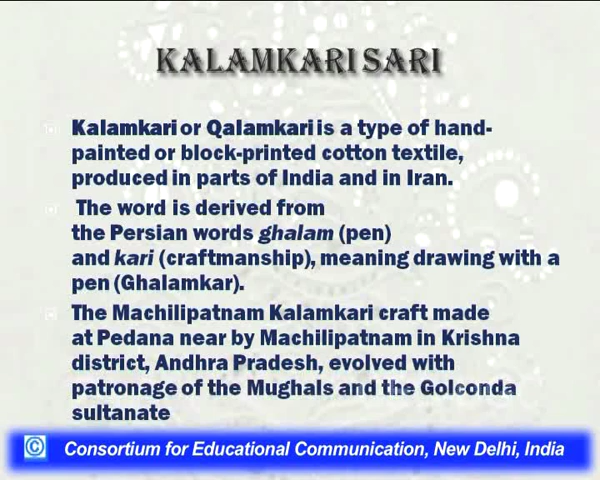 KALAMKARI SARI
Kalamkari or Qalamkari is a type of hand-
painted or block-printed cotton textile,
produced in parts of India and in Iran.
The word is derived from
the Persian words ghalam (pen)
and kari (craftmanship), meaning drawing with a
pen (Ghalamkar).
The Machilipatnam Kalamkari craft made
at Pedana near by Machilipatnam in Krishna
district, Andhra Pradesh, evolved with
patronage of the Mughals and the Golconda
sultanate
© Consortium for Educational Communication, New Delhi, India